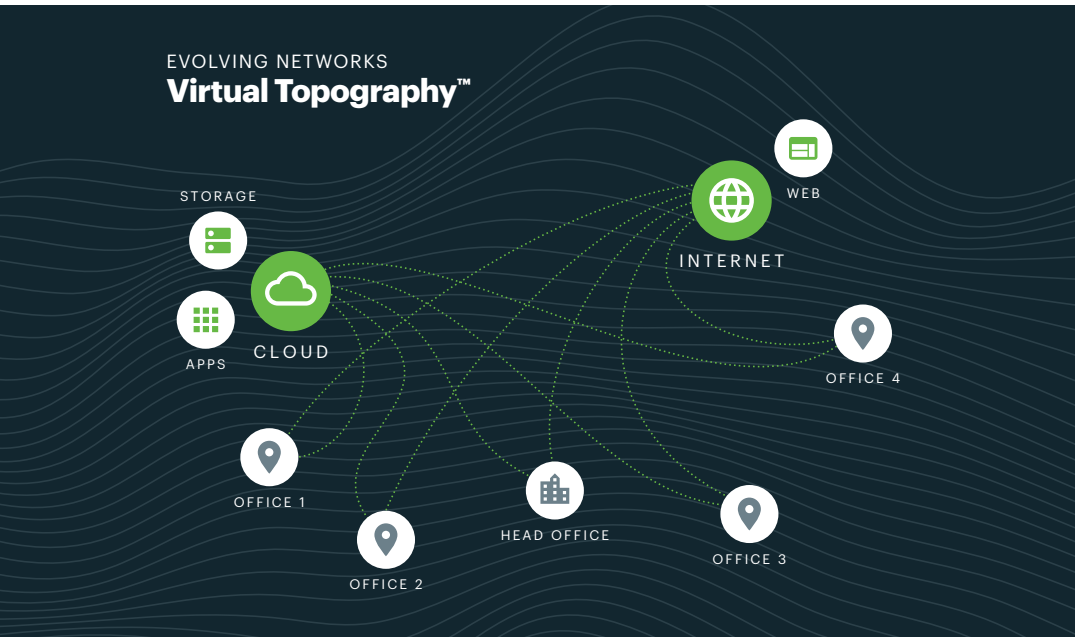 EVOLVING NETWORKS
Virtual Topography™
STORAGE
WEB
INTERNET
CLOUD
APPS
OFFICE 4
OFFICE 1
HEAD OFFICE
OFFICE 3
OFFICE 2